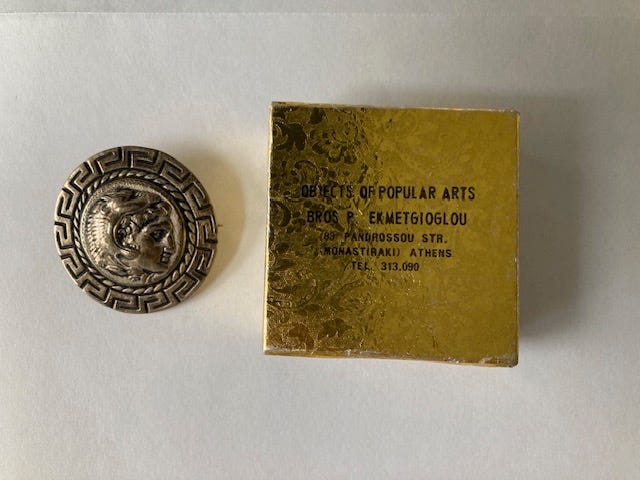 OBJECTS OF POPULAR ARTS
BROS P. EKMETGIOGLOU
(83 PANDROSSOU STR.
MONASTIRAKI) ATHENS
TEL. 313.090